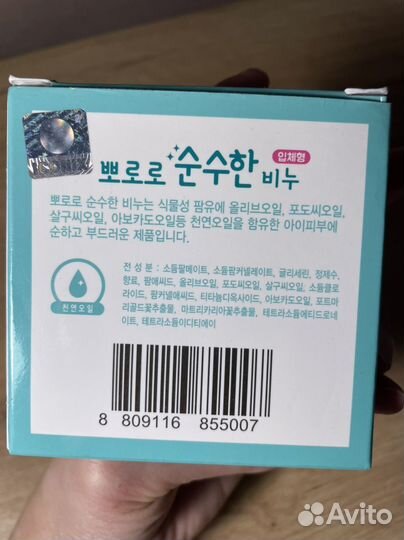 뽀로로 순수한 비누 입체형
뽀로로 순수한 비누는 식물성 팜유에 올리브오일, 포도씨오일,
살구씨오일, 아보카도오일등 천연오일을 함유한 아이피부에
순하고 부드러운 제품입니다.
천연오일
전 성 분 : 소듐팔메이트, 소듐팜커넬레이트, 글리세린, 정제수,
향료, 팜애씨드, 올리브오일, 포도씨오일, 살구씨오일, 소듐클로
라이드, 팜커넬애씨드, 티타늄디옥사이드, 아보카도오일, 포트마
리골드꽃추출물, 마트리카리아꽃추출물, 테트라소듐에티드로네
이트, 테트라소듐이디티에이
8 809116 855007
Avito